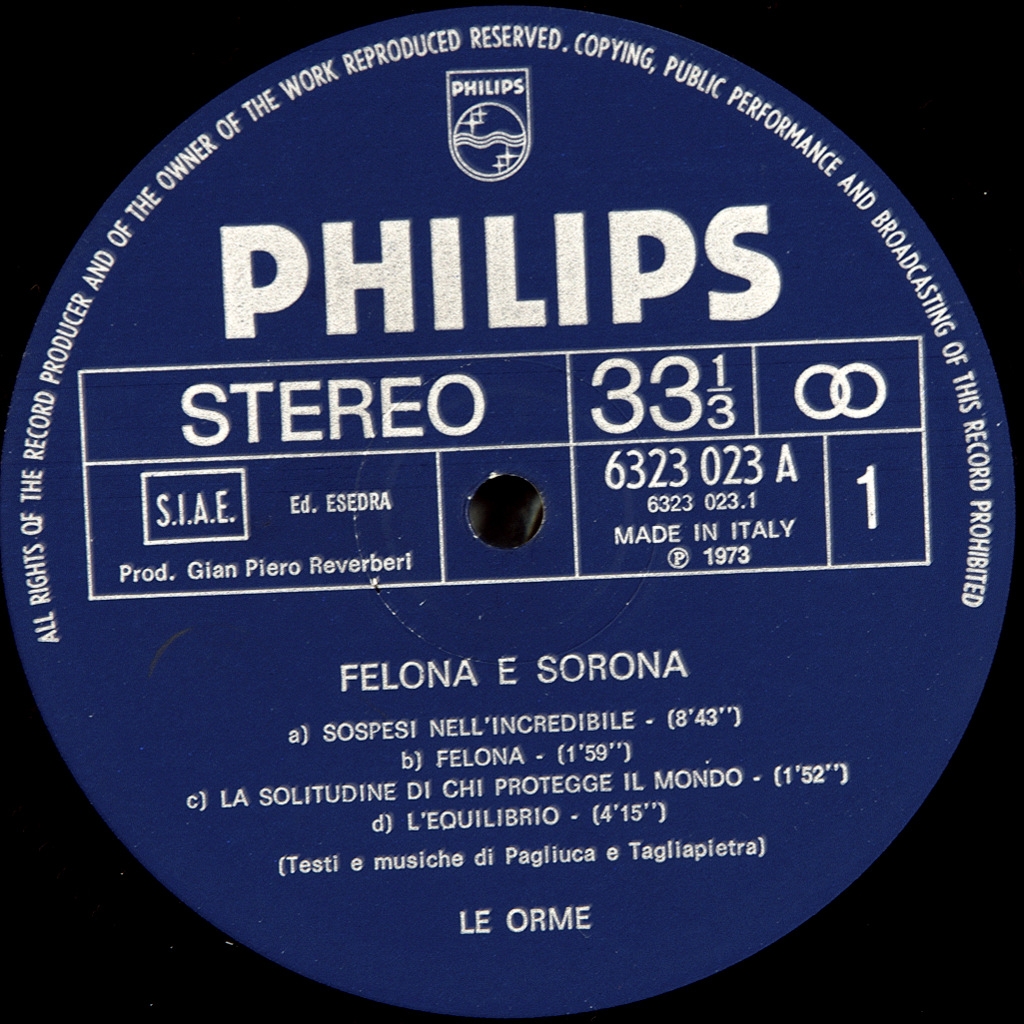 ALL RIGHTS OF THE RECORD PRODUCER AND OF THE OWNER OF THE WORK REPRODUCED RESERVED. COPYING, PUBLIC PERFORMANCE AND BROADCASTING OF THIS RECORD PROHIBITED
PHILIPS
PHILIPS
STEREO 33 1/3
S.I.A.E. Ed. ESEDRA
Prod. Gian Piero Reverberi
6323 023 A
6323 023.1
MADE IN ITALY
℗ 1973
1
FELONA E SORONA
a) SOSPESI NELL'INCREDIBILE - (8'43'')
b) FELONA - (1'59'')
c) LA SOLITUDINE DI CHI PROTEGGE IL MONDO - (1'52'')
d) L'EQUILIBRIO - (4'15'')
(Testi e musiche di Pagliuca e Tagliapietra)
LE ORME